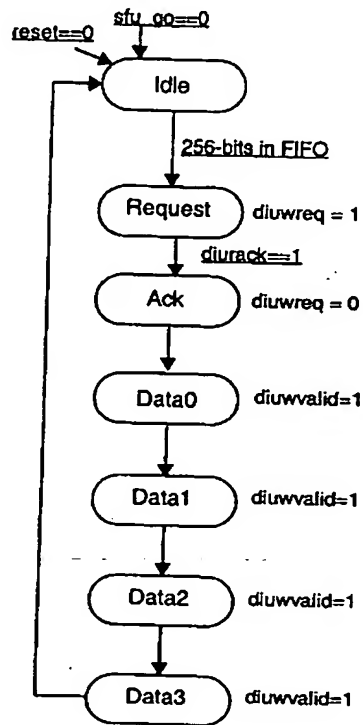 sfu_go==0
reset==0
Idle
256-bits in FIFO
Request diuwreq = 1
diurack==1
Ack diuwreq = 0
Data0 diuwvalid=1
Data1 diuwvalid=1
Data2 diuwvalid=1
Data3 diuwvalid=1